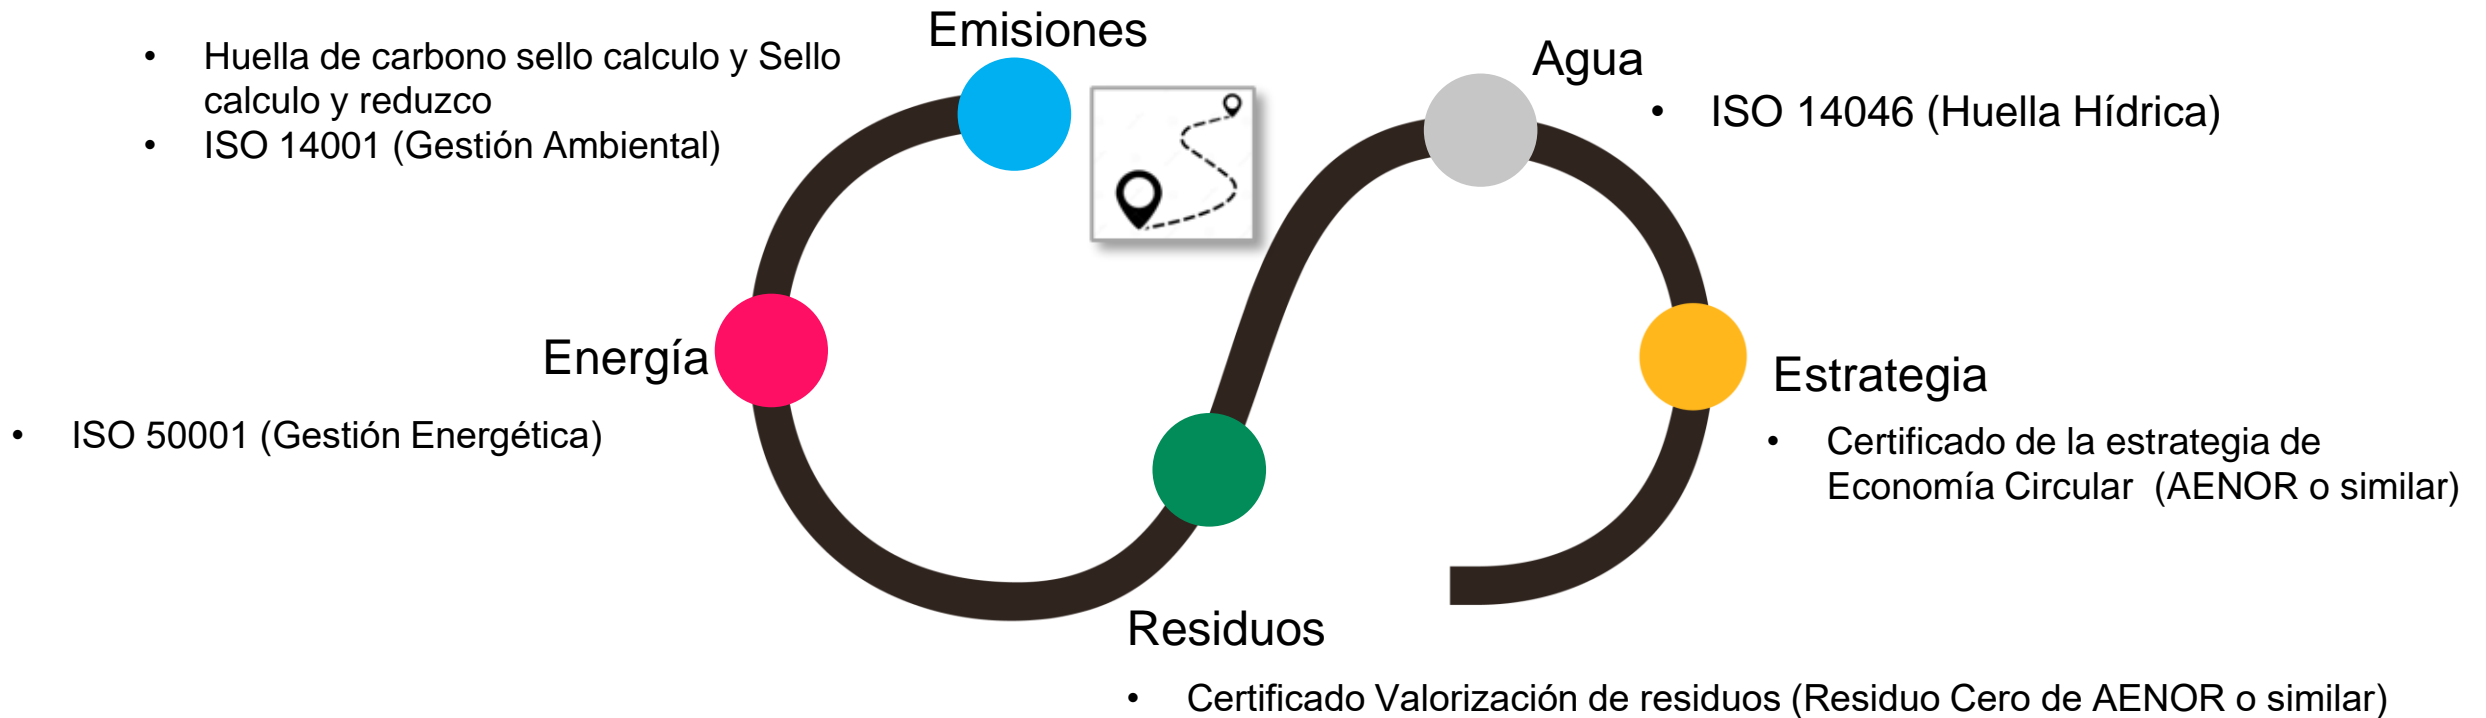 Emisiones
• Huella de carbono sello calculo y Sello
calculo y reduzco
• ISO 14001 (Gestión Ambiental)
Agua
• ISO 14046 (Huella Hídrica)
Energía
• ISO 50001 (Gestión Energética)
Estrategia
• Certificado de la estrategia de
Economía Circular (AENOR o similar)
Residuos
• Certificado Valorización de residuos (Residuo Cero de AENOR o similar)